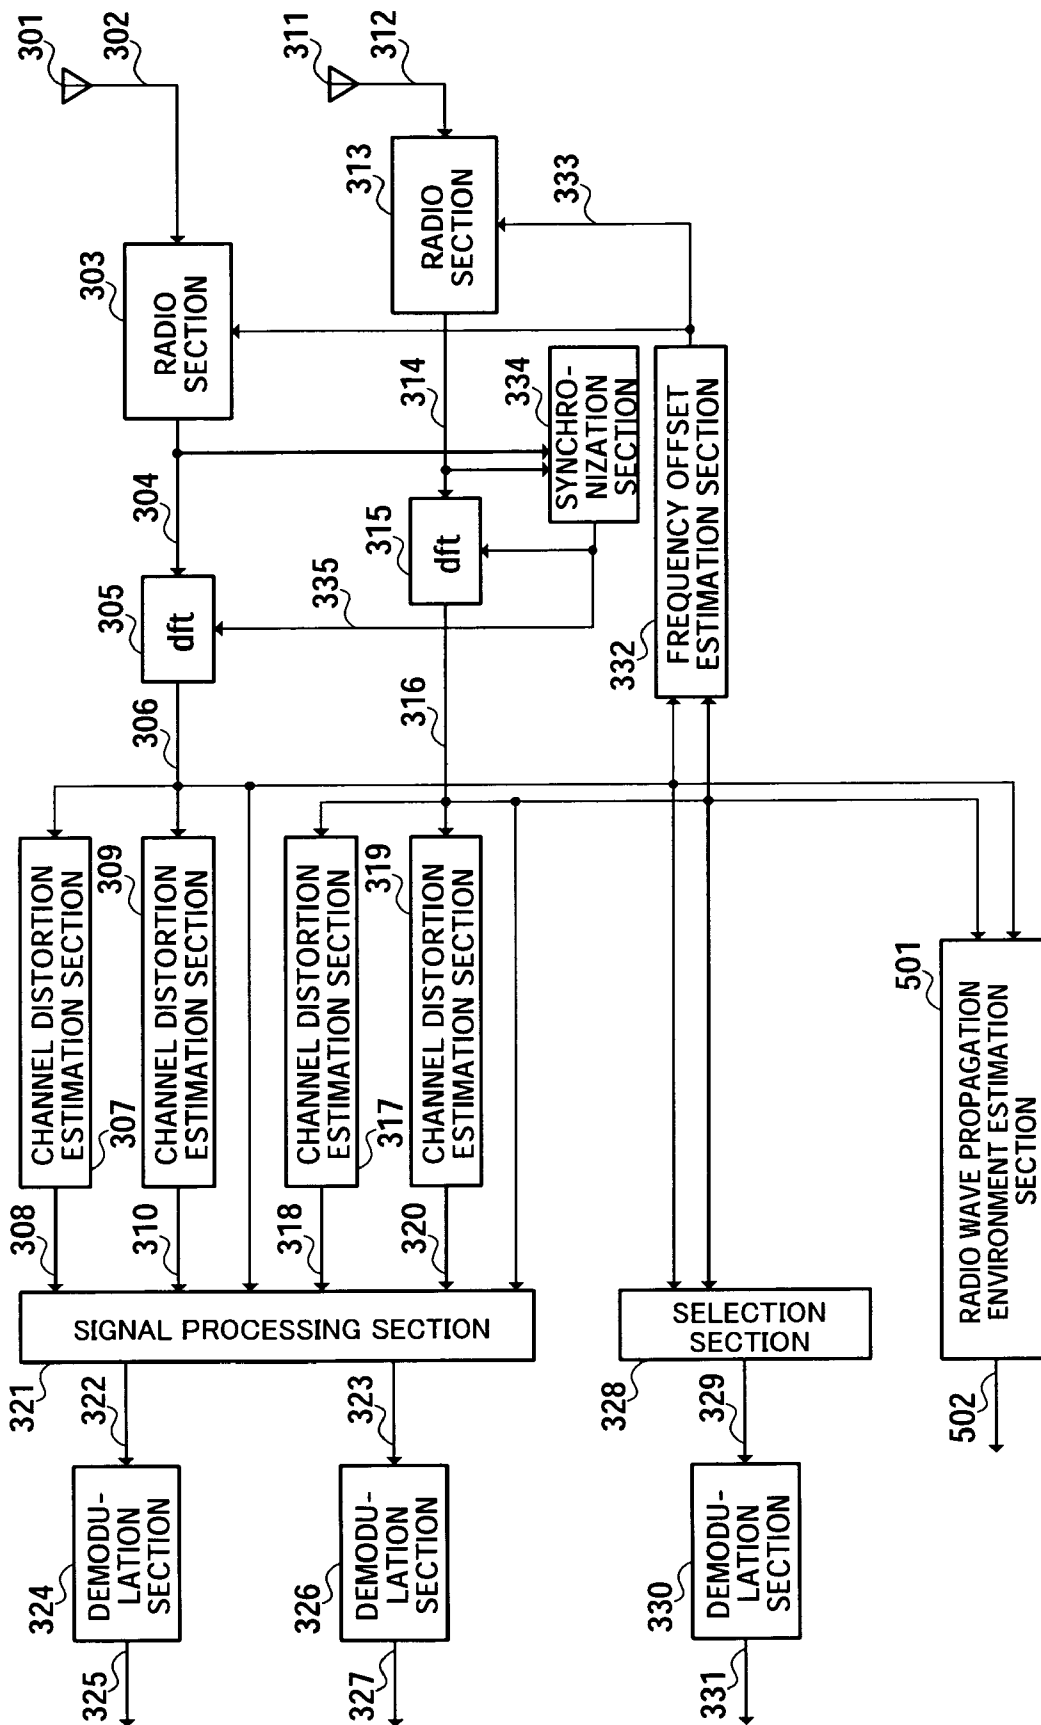 301
302
311
312
303
RADIO
SECTION
313
RADIO
SECTION
333
304
314
334
SYNCHRO-
NIZATION
SECTION
305
dft
315
dft
335
332
FREQUENCY OFFSET
ESTIMATION SECTION
306
316
CHANNEL DISTORTION
ESTIMATION SECTION
307
309
CHANNEL DISTORTION
ESTIMATION SECTION
CHANNEL DISTORTION
ESTIMATION SECTION
317
319
CHANNEL DISTORTION
ESTIMATION SECTION
501
RADIO WAVE PROPAGATION
ENVIRONMENT ESTIMATION
SECTION
308
310
318
320
SIGNAL PROCESSING SECTION
321
SELECTION
SECTION
328
322
323
329
502
324
DEMODU-
LATION
SECTION
326
DEMODU-
LATION
SECTION
330
DEMODU-
LATION
SECTION
325
327
331